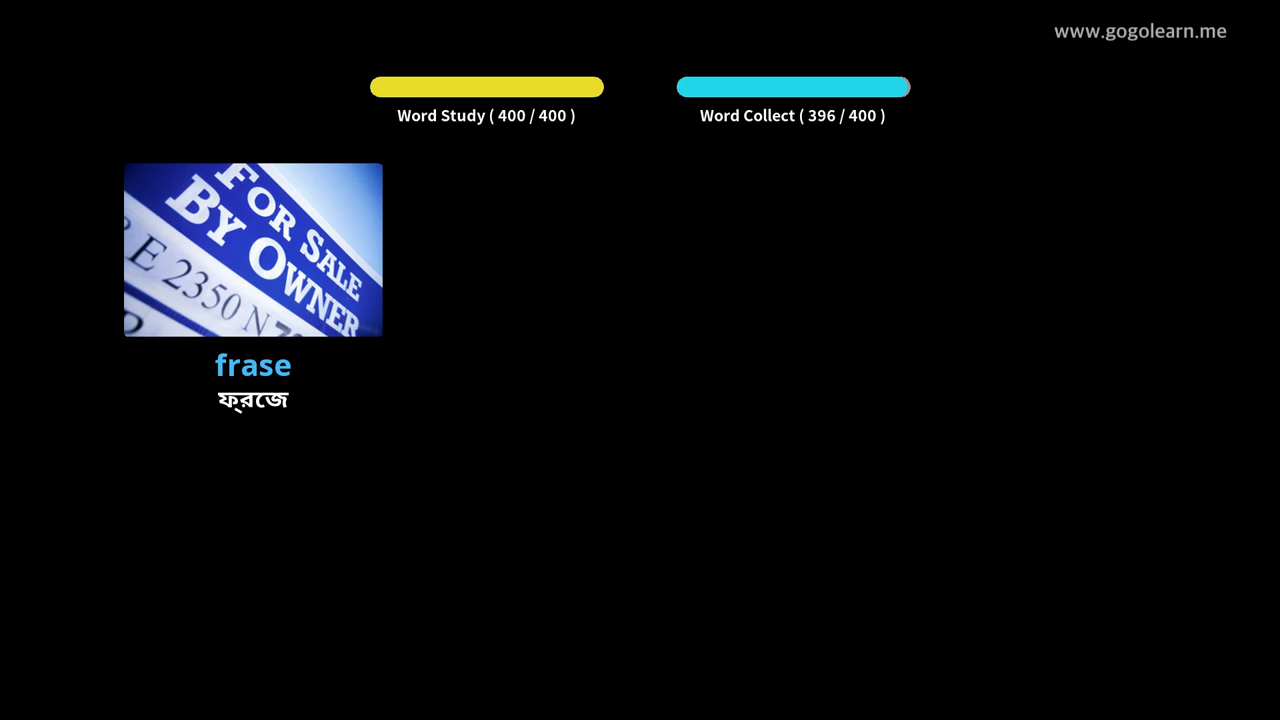 www.gogolearn.me
Word Study ( 400 / 400 )
Word Collect ( 396 / 400 )
FOR SALE
BY OWNER
E 2350 N
frase
ফ্রজে